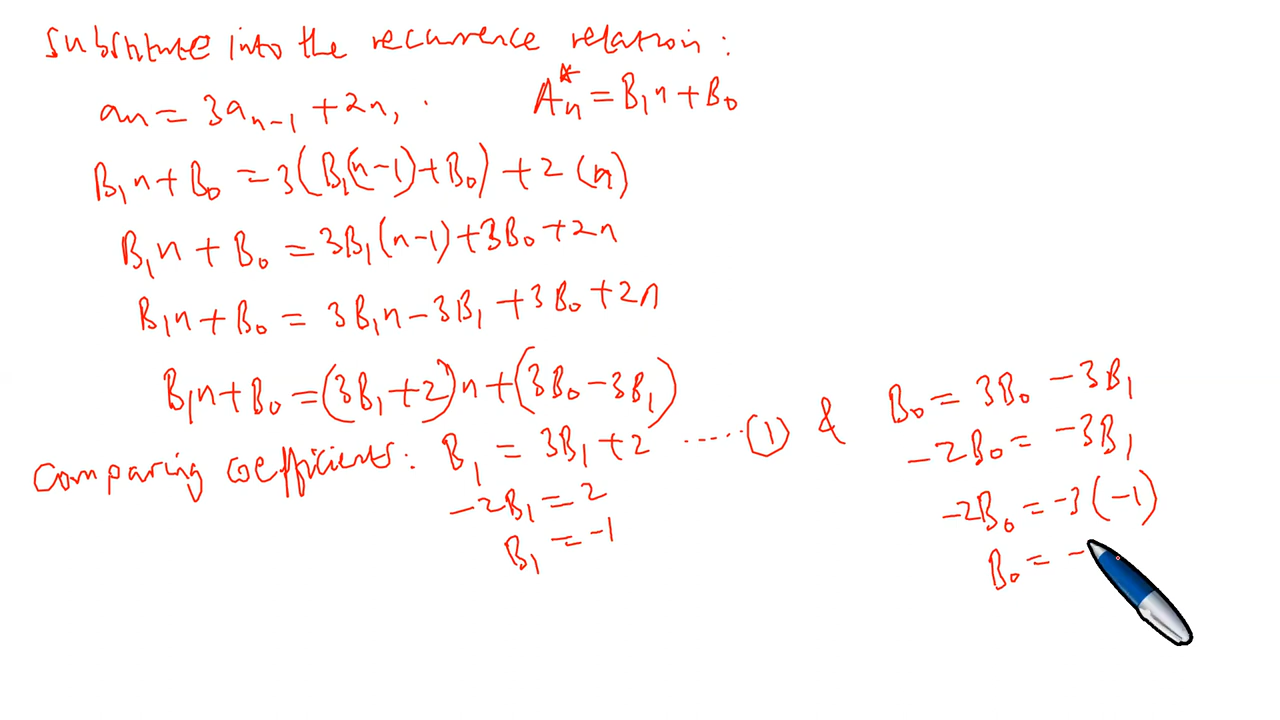 substitute into the recurrence relation:
aₙ = 3aₙ₋₁ + 2n, . Aₙ* = B₁n + B₀
B₁n + B₀ = 3(B₁(n-1) + B₀) + 2(n)
B₁n + B₀ = 3B₁(n-1) + 3B₀ + 2n
B₁n + B₀ = 3B₁n - 3B₁ + 3B₀ + 2n
B₁n + B₀ = (3B₁ + 2)n + (3B₀ - 3B₁)
Comparing coefficients: B₁ = 3B₁ + 2 ..... (1) & B₀ = 3B₀ - 3B₁
-2B₁ = 2
B₁ = -1
-2B₀ = -3B₁
-2B₀ = -3(-1)
B₀ = -